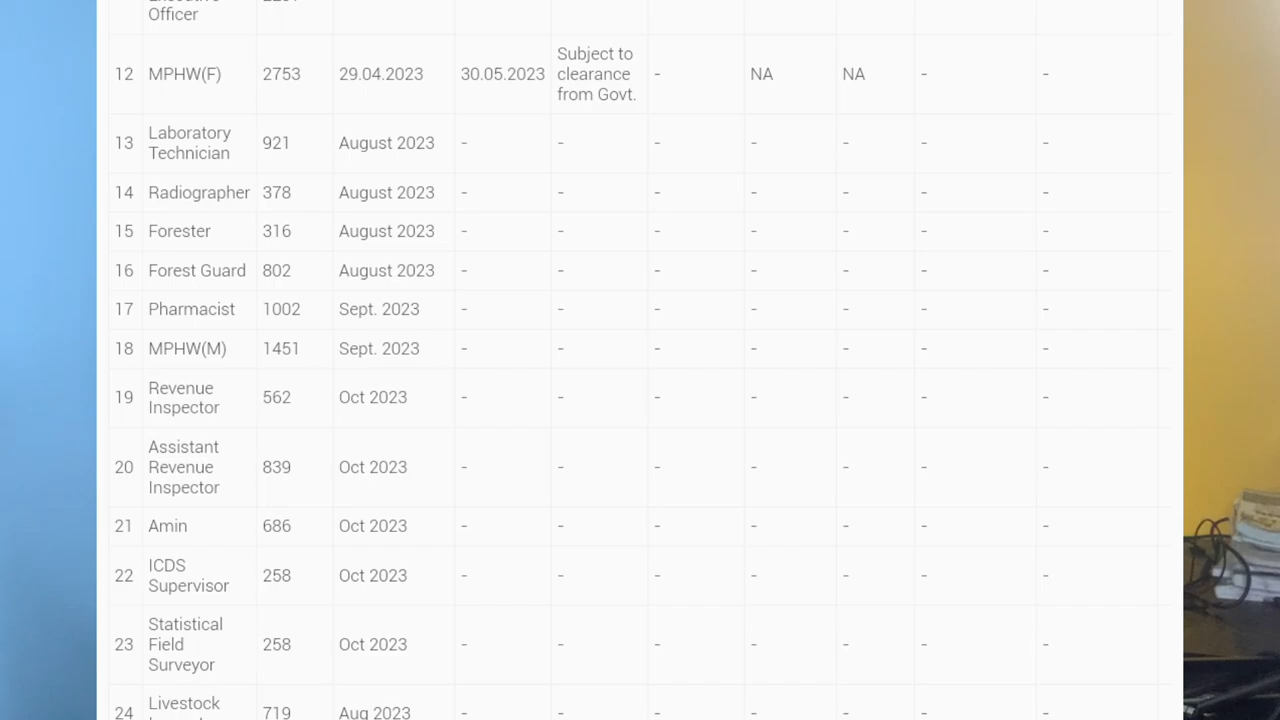 Officer
12 MPHW(F) 2753 29.04.2023 30.05.2023 Subject to clearance from Govt. - NA NA - -
13 Laboratory Technician 921 August 2023 - - - - - - -
14 Radiographer 378 August 2023 - - - - - - -
15 Forester 316 August 2023 - - - - - - -
16 Forest Guard 802 August 2023 - - - - - - -
17 Pharmacist 1002 Sept. 2023 - - - - - - -
18 MPHW(M) 1451 Sept. 2023 - - - - - - -
19 Revenue Inspector 562 Oct 2023 - - - - - - -
20 Assistant Revenue Inspector 839 Oct 2023 - - - - - - -
21 Amin 686 Oct 2023 - - - - - - -
22 ICDS Supervisor 258 Oct 2023 - - - - - - -
23 Statistical Field Surveyor 258 Oct 2023 - - - - - - -
24 Livestock 719 Aug 2023 - - - - - - -